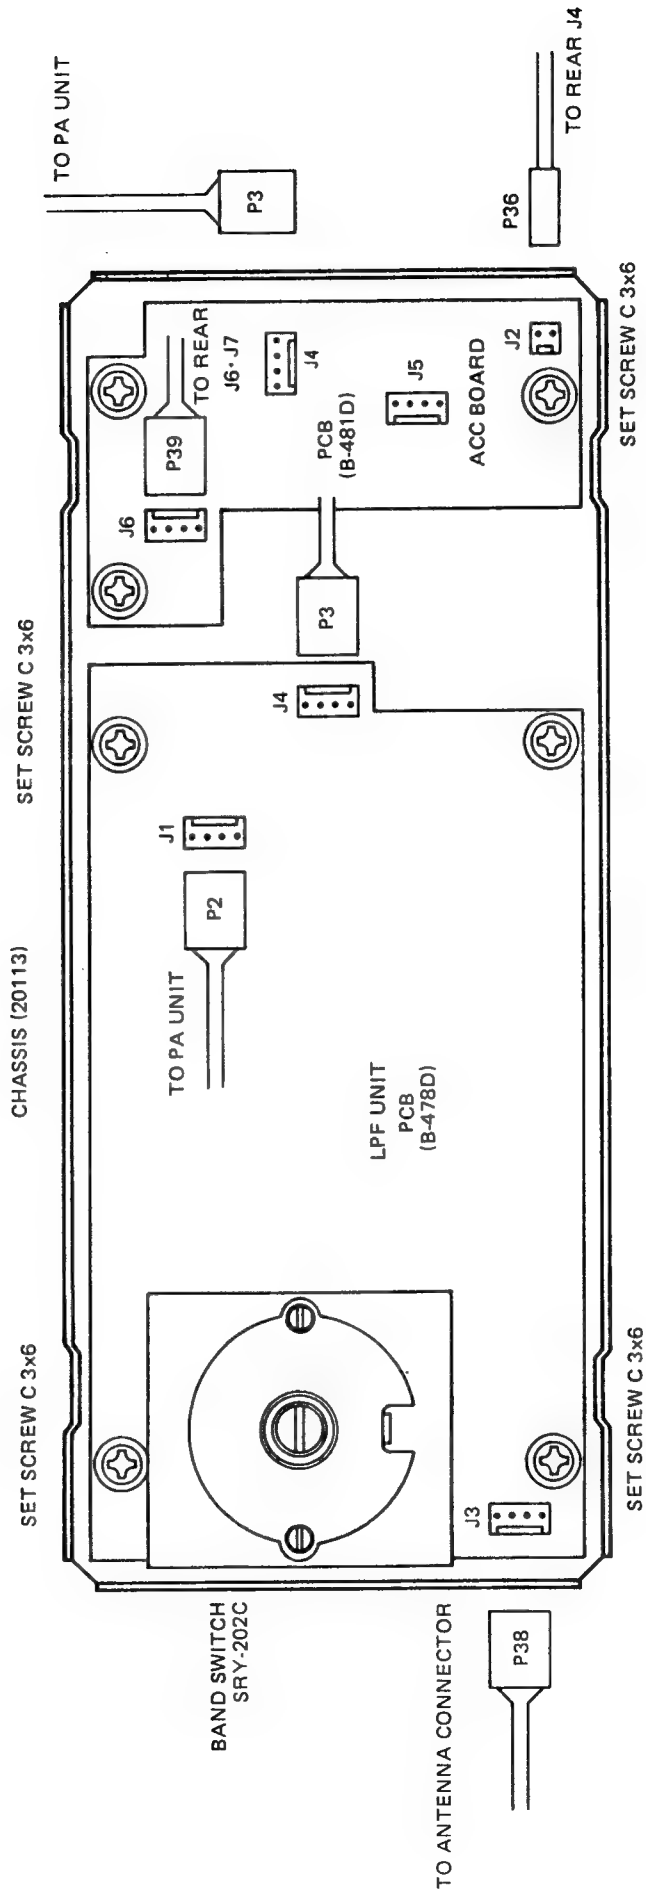 SET SCREW C 3x6
CHASSIS (20113)
SET SCREW C 3x6
TO PA UNIT
BAND SWITCH
SRY-202C
TO PA UNIT
P2
J1
J4
P3
J6
P39
TO REAR
J6·J7
J4
PCB
(B-481D)
J5
ACC BOARD
J2
P3
LPF UNIT
PCB
(B-478D)
J3
TO ANTENNA CONNECTOR
P38
P36
TO REAR J4
SET SCREW C 3x6
SET SCREW C 3x6